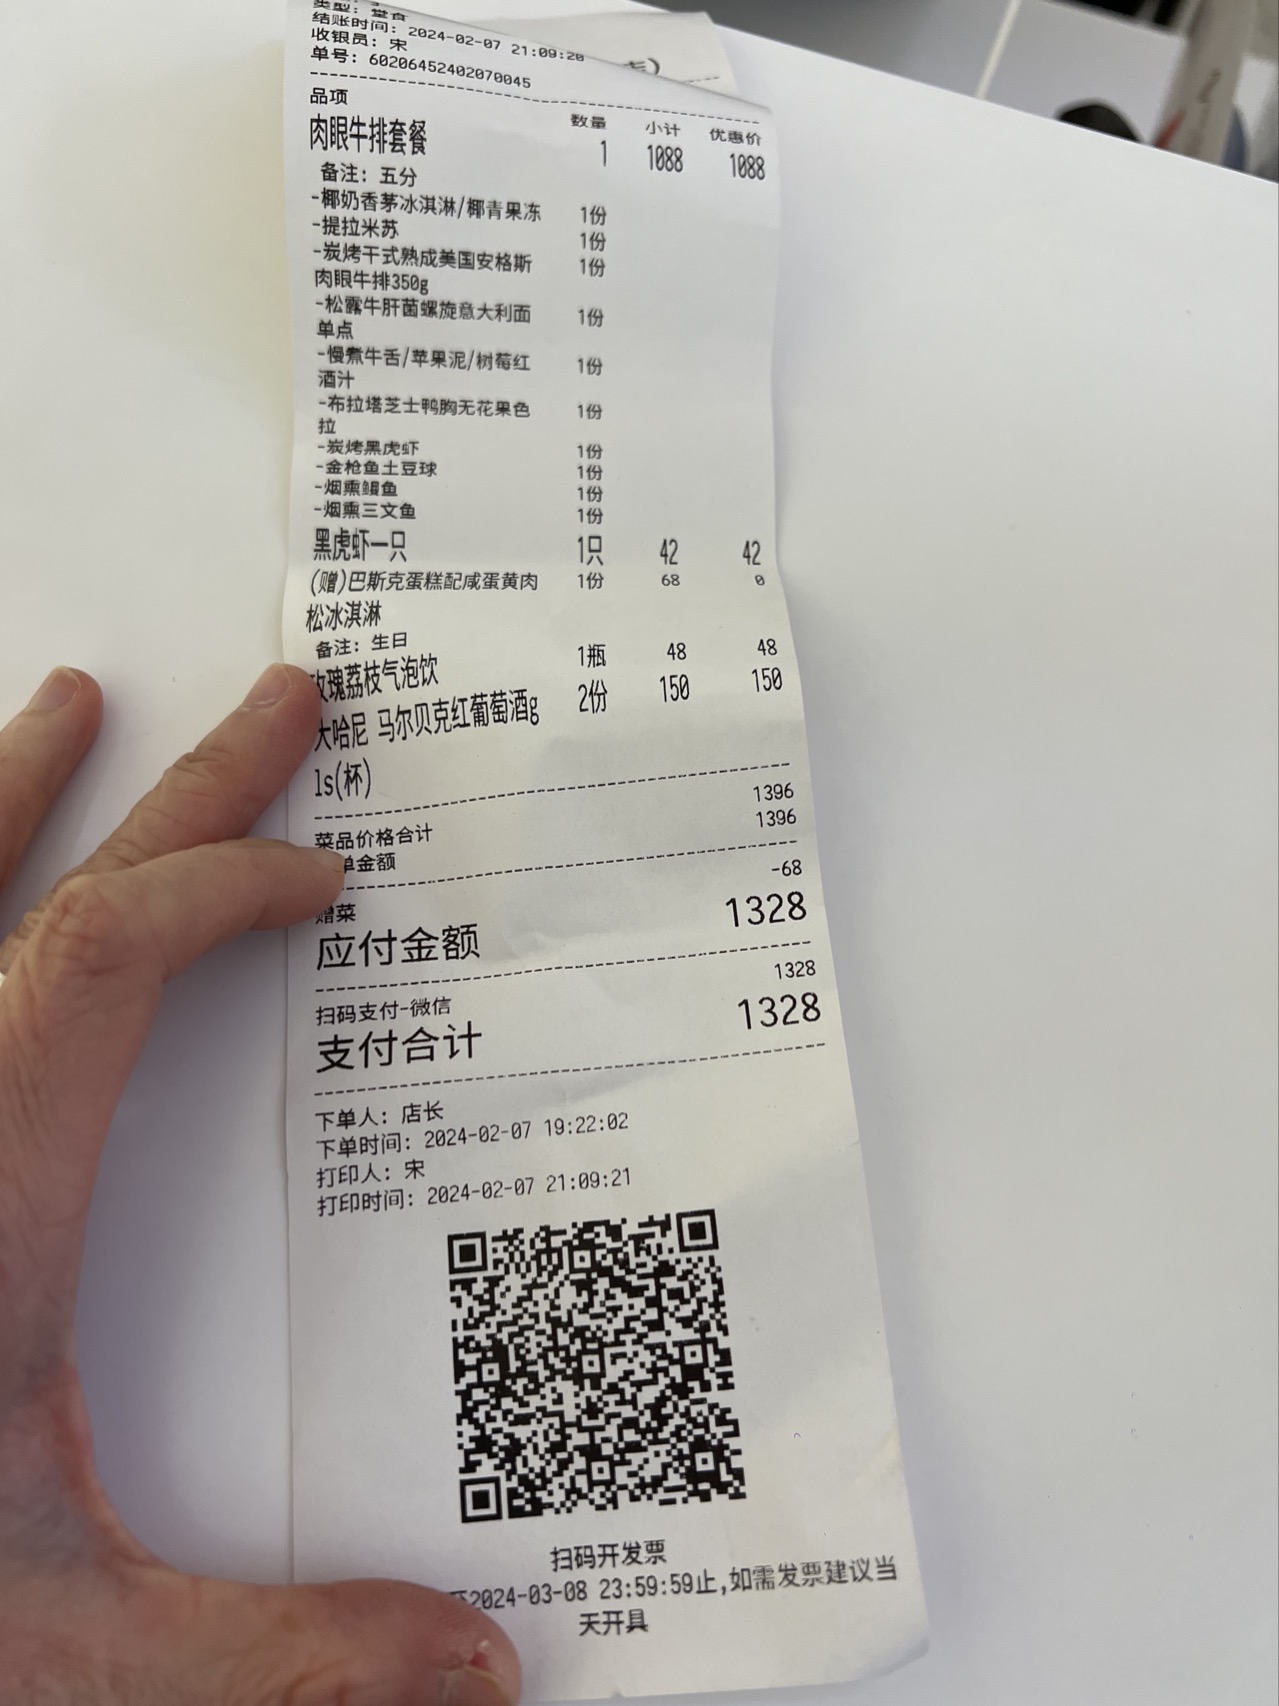 类型：堂食
结账时间：2024-02-07 21:09:20
收银员：宋
单号：60206452402070045
品项 数量 小计 优惠价
肉眼牛排套餐 1 1088 1088
备注：五分
-椰奶香茅冰淇淋/椰青果冻 1份
-提拉米苏 1份
-炭烤干式熟成美国安格斯 1份
肉眼牛排350g
-松露牛肝菌螺旋意大利面 1份
单点
-慢煮牛舌/苹果泥/树莓红 1份
酒汁
-布拉塔芝士鸭胸无花果色 1份
拉
-炭烤黑虎虾 1份
-金枪鱼土豆球 1份
-烟熏鳗鱼 1份
-烟熏三文鱼 1份
黑虎虾一只 1只 42 42
(赠)巴斯克蛋糕配咸蛋黄肉 1份 68 0
松冰淇淋
备注：生日
玫瑰荔枝气泡饮 1瓶 48 48
大哈尼 马尔贝克红葡萄酒g 2份 150 150
ls(杯)
菜品价格合计 1396
单金额 1396
赠菜 -68
应付金额 1328
扫码支付-微信 1328
支付合计 1328
下单人：店长
下单时间：2024-02-07 19:22:02
打印人：宋
打印时间：2024-02-07 21:09:21
扫码开发票
2024-03-08 23:59:59止,如需发票建议当
天开具